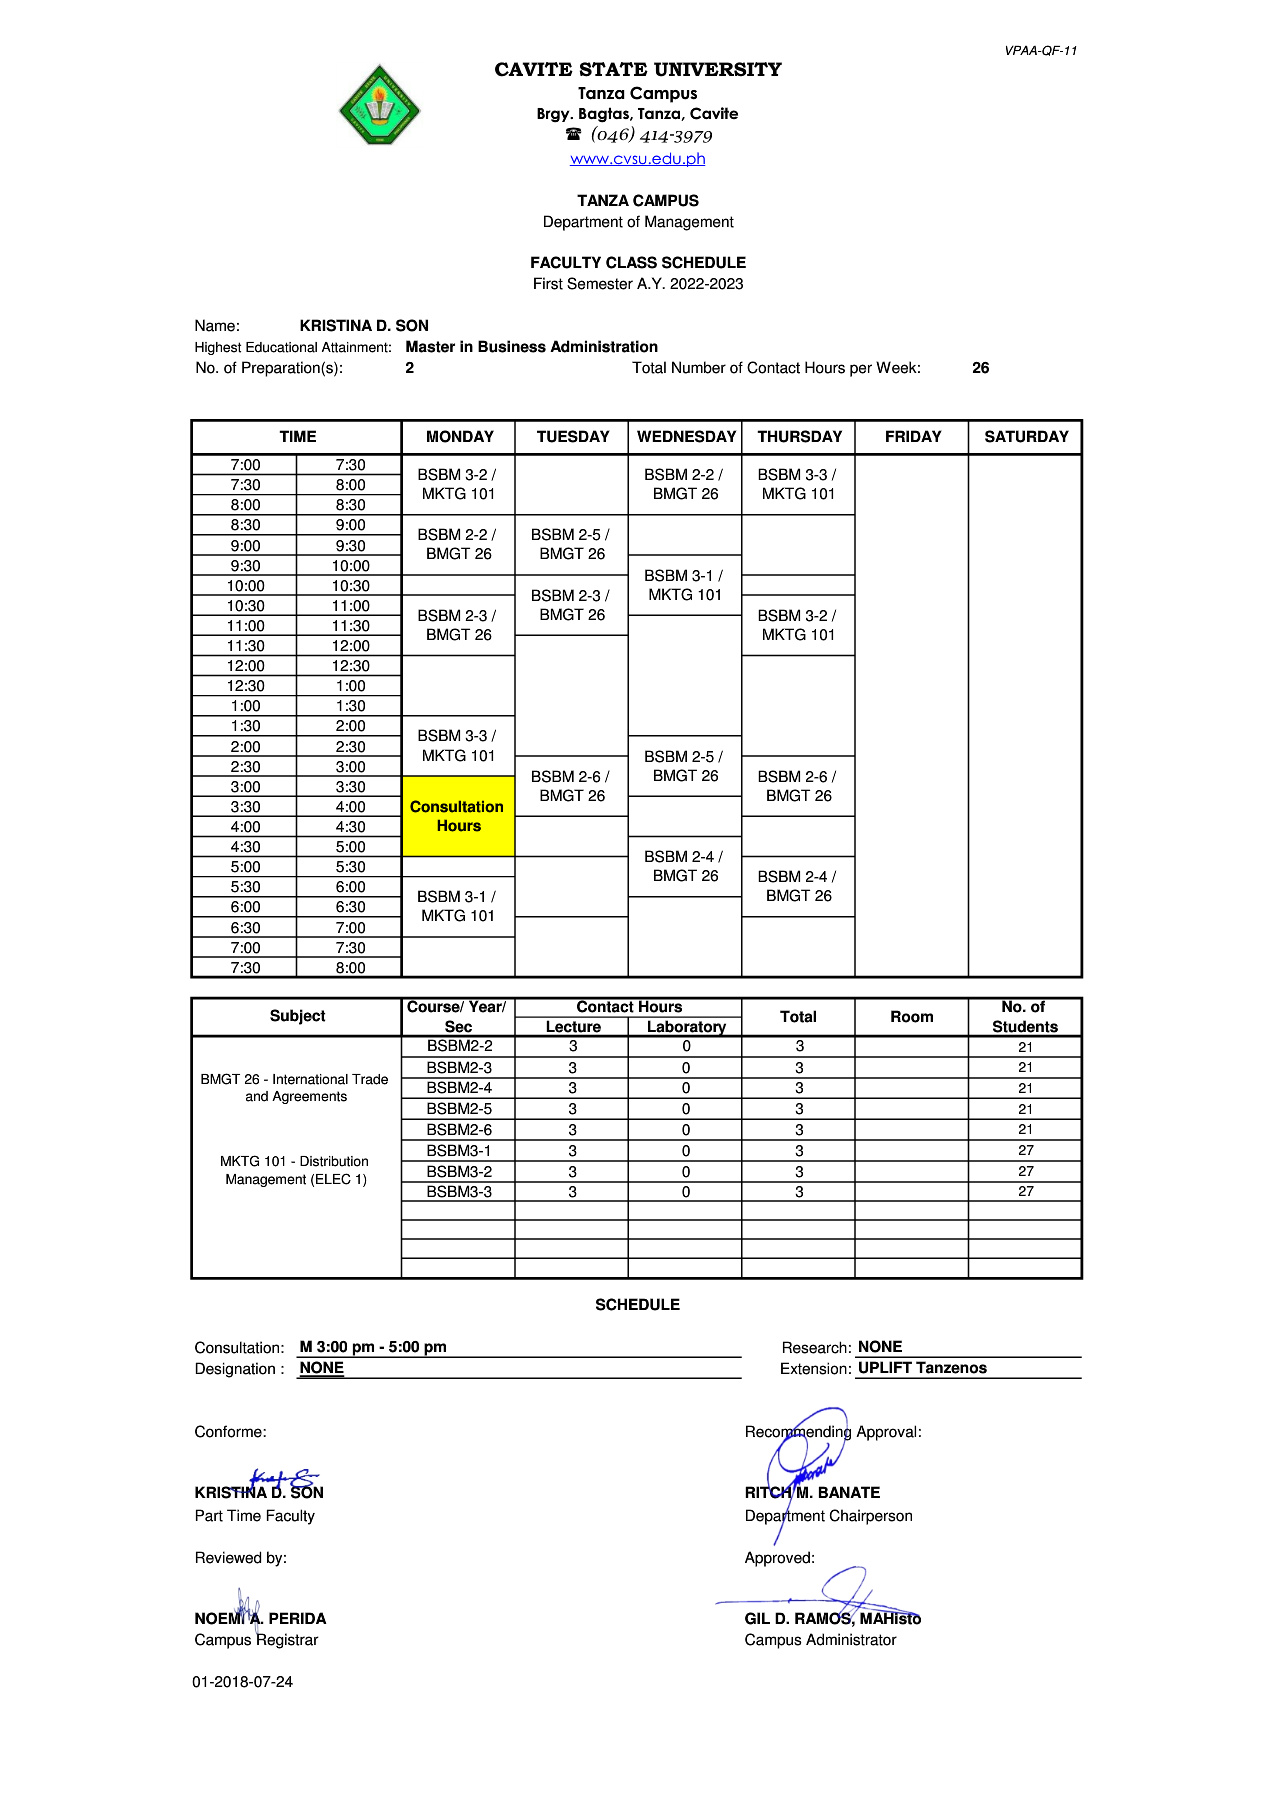 VPAA-QF-11
CAVITE STATE UNIVERSITY
Tanza Campus
Brgy. Bagtas, Tanza, Cavite
☎ (046) 414-3979
www.cvsu.edu.ph
TANZA CAMPUS
Department of Management
FACULTY CLASS SCHEDULE
First Semester A.Y. 2022-2023
Name: KRISTINA D. SON
Highest Educational Attainment: Master in Business Administration
No. of Preparation(s): 2 Total Number of Contact Hours per Week: 26
TIME MONDAY TUESDAY WEDNESDAY THURSDAY FRIDAY SATURDAY
7:00 7:30
7:30 8:00
8:00 8:30
8:30 9:00
9:00 9:30
9:30 10:00
10:00 10:30
10:30 11:00
11:00 11:30
11:30 12:00
12:00 12:30
12:30 1:00
1:00 1:30
1:30 2:00
2:00 2:30
2:30 3:00
3:00 3:30
3:30 4:00
4:00 4:30
4:30 5:00
5:00 5:30
5:30 6:00
6:00 6:30
6:30 7:00
7:00 7:30
7:30 8:00
BSBM 3-2 /
MKTG 101
BSBM 2-2 /
BMGT 26
BSBM 2-3 /
BMGT 26
BSBM 3-3 /
MKTG 101
Consultation
Hours
BSBM 3-1 /
MKTG 101
BSBM 2-5 /
BMGT 26
BSBM 2-3 /
BMGT 26
BSBM 2-6 /
BMGT 26
BSBM 2-2 /
BMGT 26
BSBM 3-1 /
MKTG 101
BSBM 2-5 /
BMGT 26
BSBM 2-4 /
BMGT 26
BSBM 3-3 /
MKTG 101
BSBM 3-2 /
MKTG 101
BSBM 2-6 /
BMGT 26
BSBM 2-4 /
BMGT 26
Subject Course/ Year/ Contact Hours Total Room No. of
Sec Lecture Laboratory Students
BMGT 26 - International Trade
and Agreements
MKTG 101 - Distribution
Management (ELEC 1)
BSBM2-2 3 0 3 21
BSBM2-3 3 0 3 21
BSBM2-4 3 0 3 21
BSBM2-5 3 0 3 21
BSBM2-6 3 0 3 21
BSBM3-1 3 0 3 27
BSBM3-2 3 0 3 27
BSBM3-3 3 0 3 27
SCHEDULE
Consultation: M 3:00 pm - 5:00 pm Research: NONE
Designation : NONE Extension: UPLIFT Tanzenos
Conforme: Recommending Approval:
KRISTINA D. SON RITCH M. BANATE
Part Time Faculty Department Chairperson
Reviewed by: Approved:
NOEMI A. PERIDA GIL D. RAMOS, MAHisto
Campus Registrar Campus Administrator
01-2018-07-24